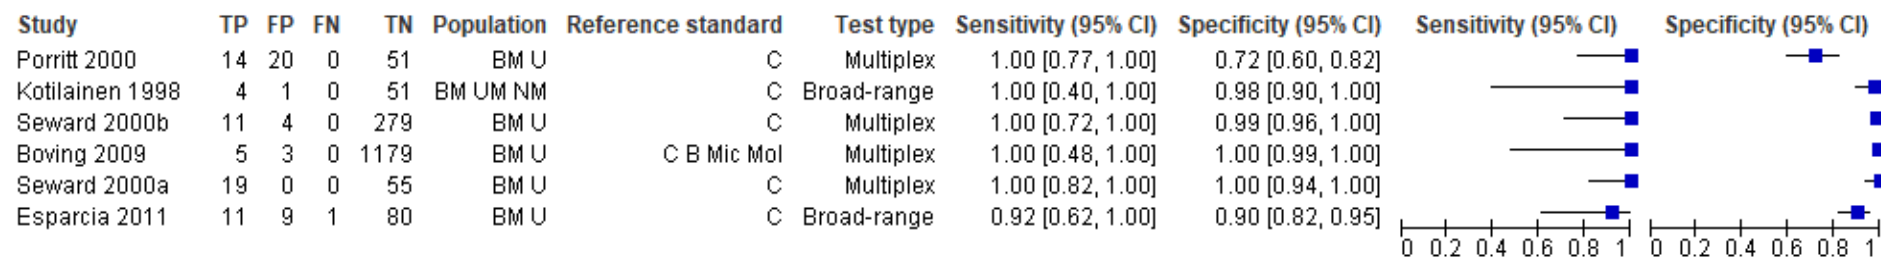 Study TP FP FN TN Population Reference standard Test type Sensitivity (95% CI) Specificity (95% CI) Sensitivity (95% CI) Specificity (95% CI)
Porritt 2000 14 20 0 51 BM U C Multiplex 1.00 [0.77, 1.00] 0.72 [0.60, 0.82]
Kotilainen 1998 4 1 0 51 BM UM NM C Broad-range 1.00 [0.40, 1.00] 0.98 [0.90, 1.00]
Seward 2000b 11 4 0 279 BM U C Multiplex 1.00 [0.72, 1.00] 0.99 [0.96, 1.00]
Boving 2009 5 3 0 1179 BM U C B Mic Mol Multiplex 1.00 [0.48, 1.00] 1.00 [0.99, 1.00]
Seward 2000a 19 0 0 55 BM U C Multiplex 1.00 [0.82, 1.00] 1.00 [0.94, 1.00]
Esparcia 2011 11 9 1 80 BM U C Broad-range 0.92 [0.62, 1.00] 0.90 [0.82, 0.95]
0 0.2 0.4 0.6 0.8 1 0 0.2 0.4 0.6 0.8 1